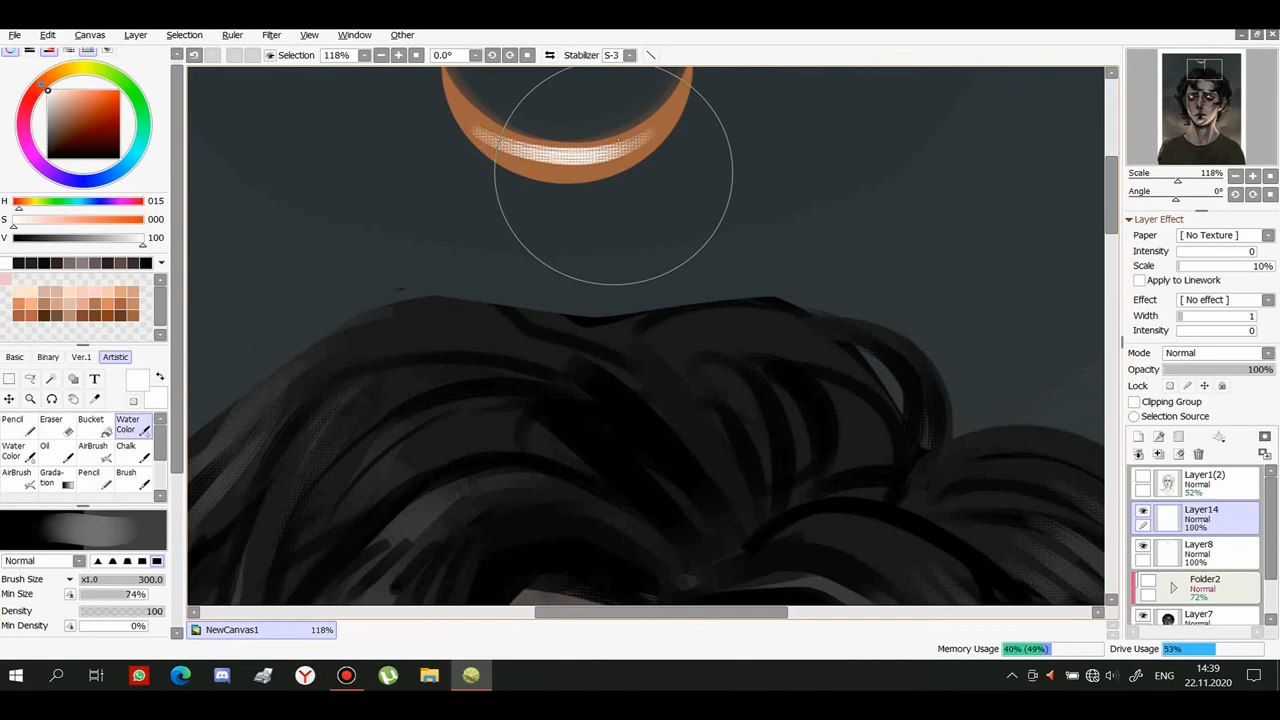 File Edit Canvas Layer Selection Ruler Filter View Window Other
Selection 118% 0.0° Stabilizer S-3
H 015
S 000
V 100
Basic Binary Ver.1 Artistic
T
Pencil Eraser Bucket Water Color
Water Color Oil AirBrush Chalk
AirBrush Grada-tion Pencil Brush
Normal
Brush Size x1.0 300.0
Min Size 74%
Density 100
Min Density 0%
Scale 118%
Angle 0°
Layer Effect
Paper [ No Texture ]
Intensity 0
Scale 10%
Apply to Linework
Effect [ No effect ]
Width 1
Intensity 0
Mode Normal
Opacity 100%
Lock
Clipping Group
Selection Source
Layer1(2)
Normal
52%
Layer14
Normal
100%
Layer8
Normal
100%
Folder2
Normal
72%
Layer7
Normal
NewCanvas1 118%
Memory Usage 40% (49%) Drive Usage 53%
ENG
14:39
22.11.2020